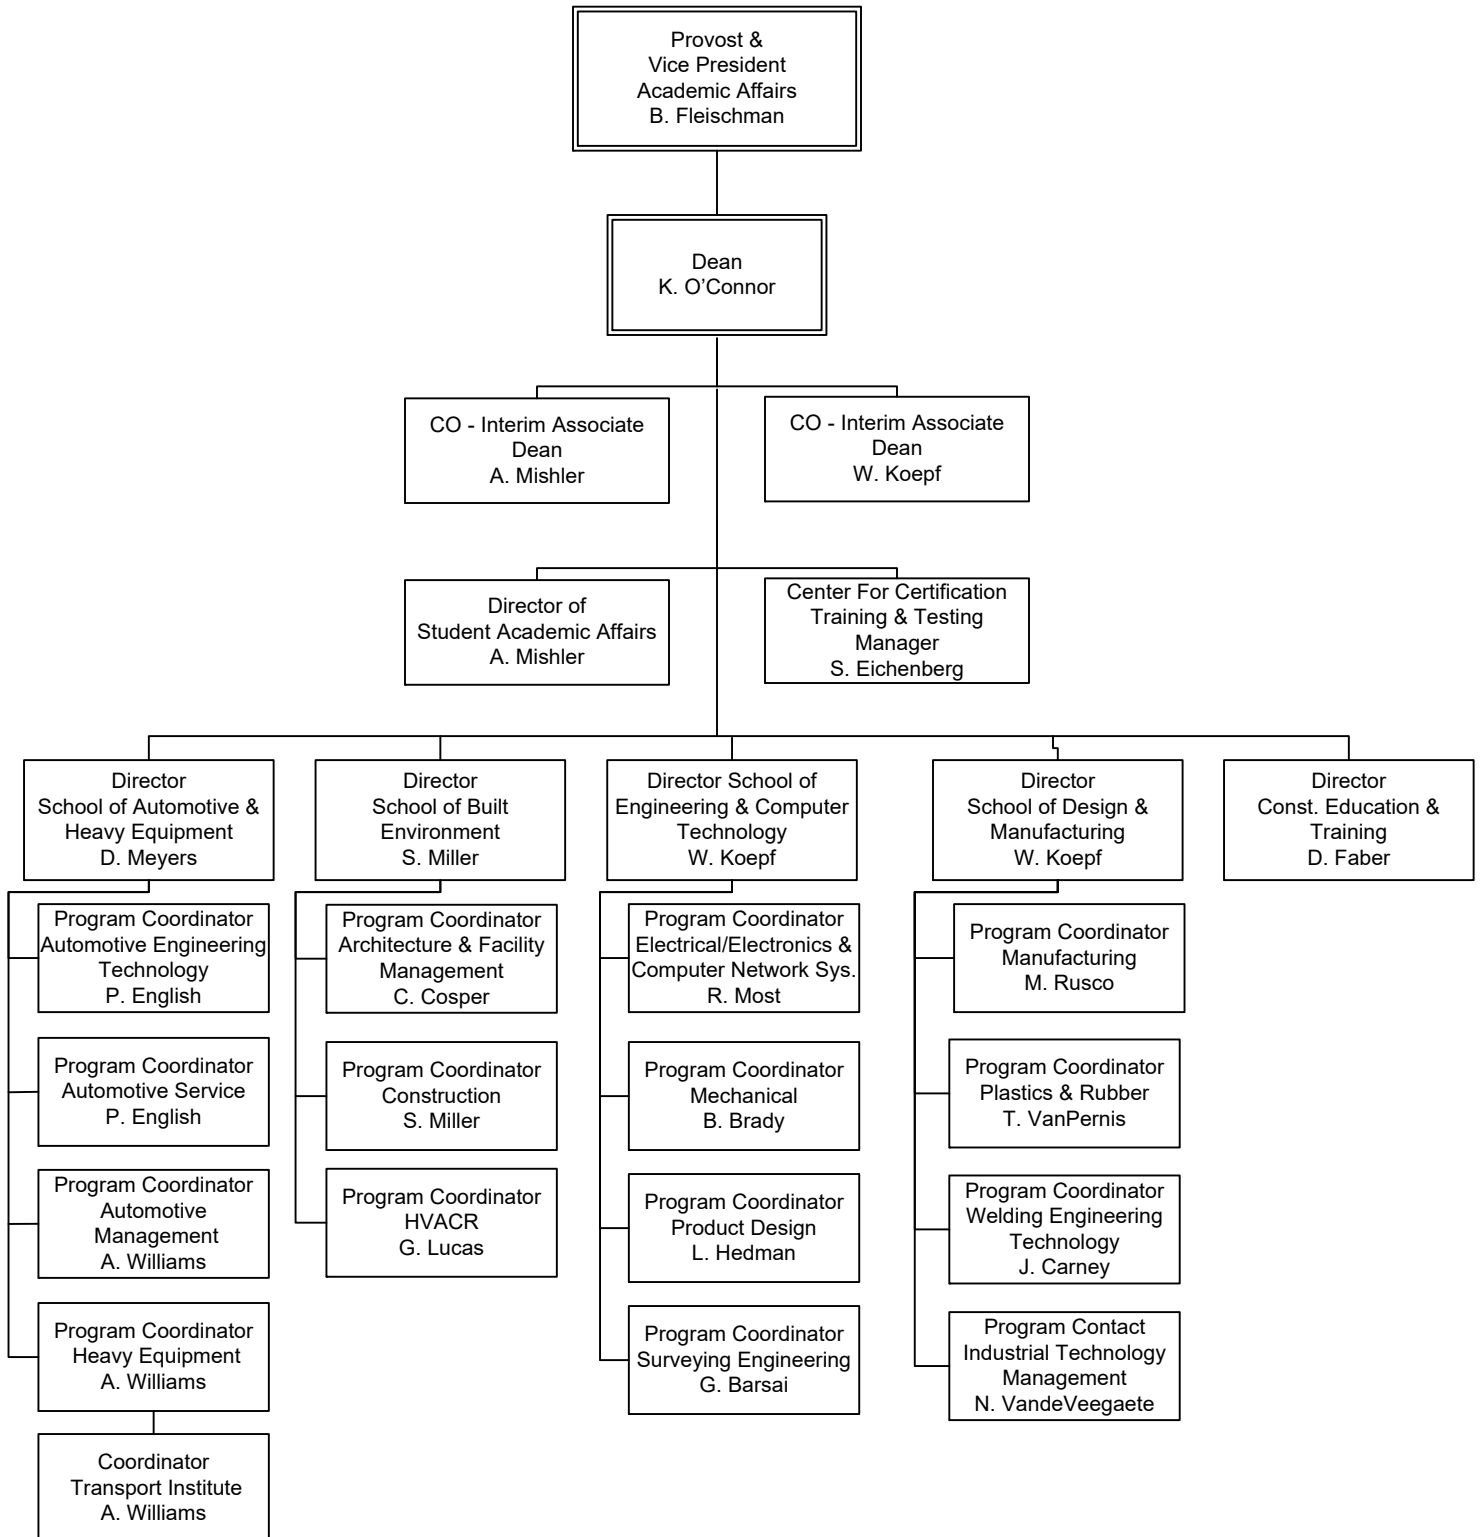 Provost &
Vice President
Academic Affairs
B. Fleischman
Dean
K. O’Connor
CO - Interim Associate
Dean
A. Mishler
CO - Interim Associate
Dean
W. Koepf
Director of
Student Academic Affairs
A. Mishler
Center For Certification
Training & Testing
Manager
S. Eichenberg
Director
School of Automotive &
Heavy Equipment
D. Meyers
Director
School of Built
Environment
S. Miller
Director School of
Engineering & Computer
Technology
W. Koepf
Director
School of Design &
Manufacturing
W. Koepf
Director
Const. Education &
Training
D. Faber
Program Coordinator
Automotive Engineering
Technology
P. English
Program Coordinator
Automotive Service
P. English
Program Coordinator
Automotive
Management
A. Williams
Program Coordinator
Heavy Equipment
A. Williams
Coordinator
Transport Institute
A. Williams
Program Coordinator
Architecture & Facility
Management
C. Cosper
Program Coordinator
Construction
S. Miller
Program Coordinator
HVACR
G. Lucas
Program Coordinator
Electrical/Electronics &
Computer Network Sys.
R. Most
Program Coordinator
Mechanical
B. Brady
Program Coordinator
Product Design
L. Hedman
Program Coordinator
Surveying Engineering
G. Barsai
Program Coordinator
Manufacturing
M. Rusco
Program Coordinator
Plastics & Rubber
T. VanPernis
Program Coordinator
Welding Engineering
Technology
J. Carney
Program Contact
Industrial Technology
Management
N. VandeVeegaete